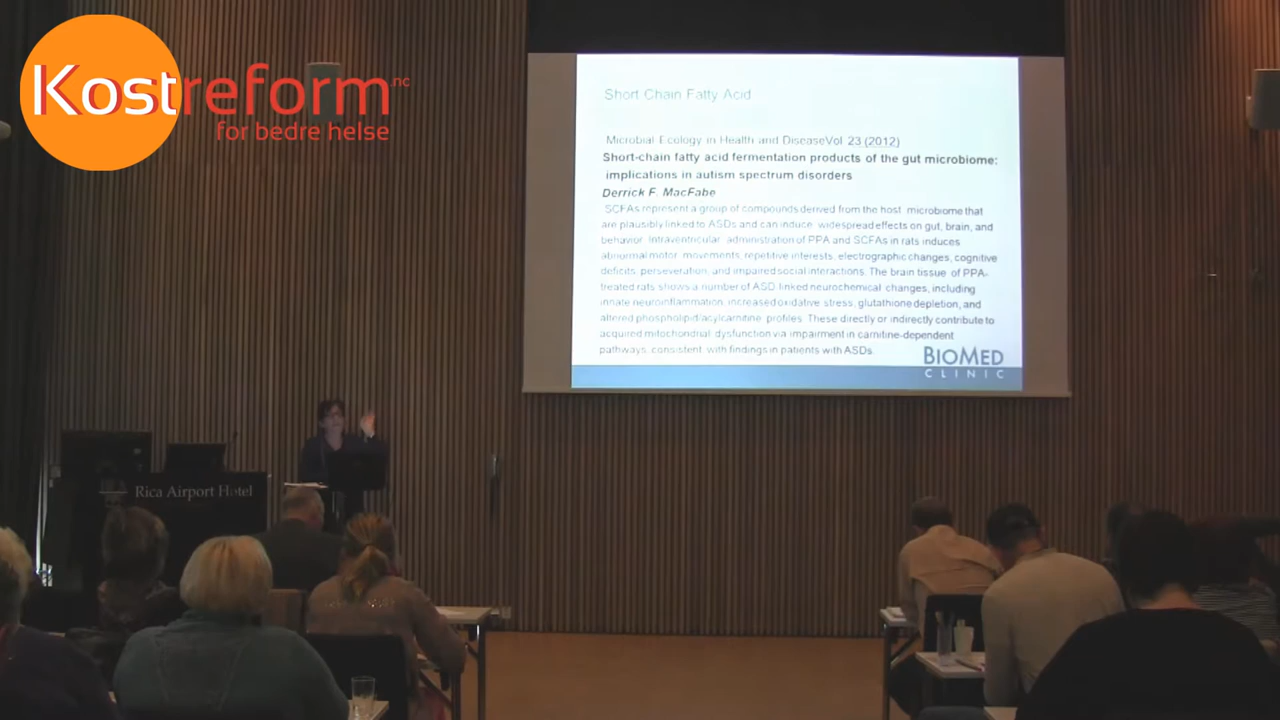 Kostreform nc
for bedre helse
Short Chain Fatty Acid
Microbial Ecology in Health and DiseaseVol 23 (2012)
Short-chain fatty acid fermentation products of the gut microbiome:
implications in autism spectrum disorders
Derrick F. MacFabe
SCFAs represent a group of compounds derived from the host microbiome that
are plausibly linked to ASDs and can induce widespread effects on gut, brain, and
behavior. Intraventricular administration of PPA and SCFAs in rats induces
abnormal motor movements, repetitive interests, electrographic changes, cognitive
deficits, perseveration, and impaired social interactions. The brain tissue of PPA-
treated rats shows a number of ASD-linked neurochemical changes, including
innate neuroinflammation, increased oxidative stress, glutathione depletion, and
altered phospholipid/acylcarnitine profiles. These directly or indirectly contribute to
acquired mitochondrial dysfunction via impairment in carnitine-dependent
pathways, consistent with findings in patients with ASDs.
BIOMED
CLINIC
Rica Airport Hotel